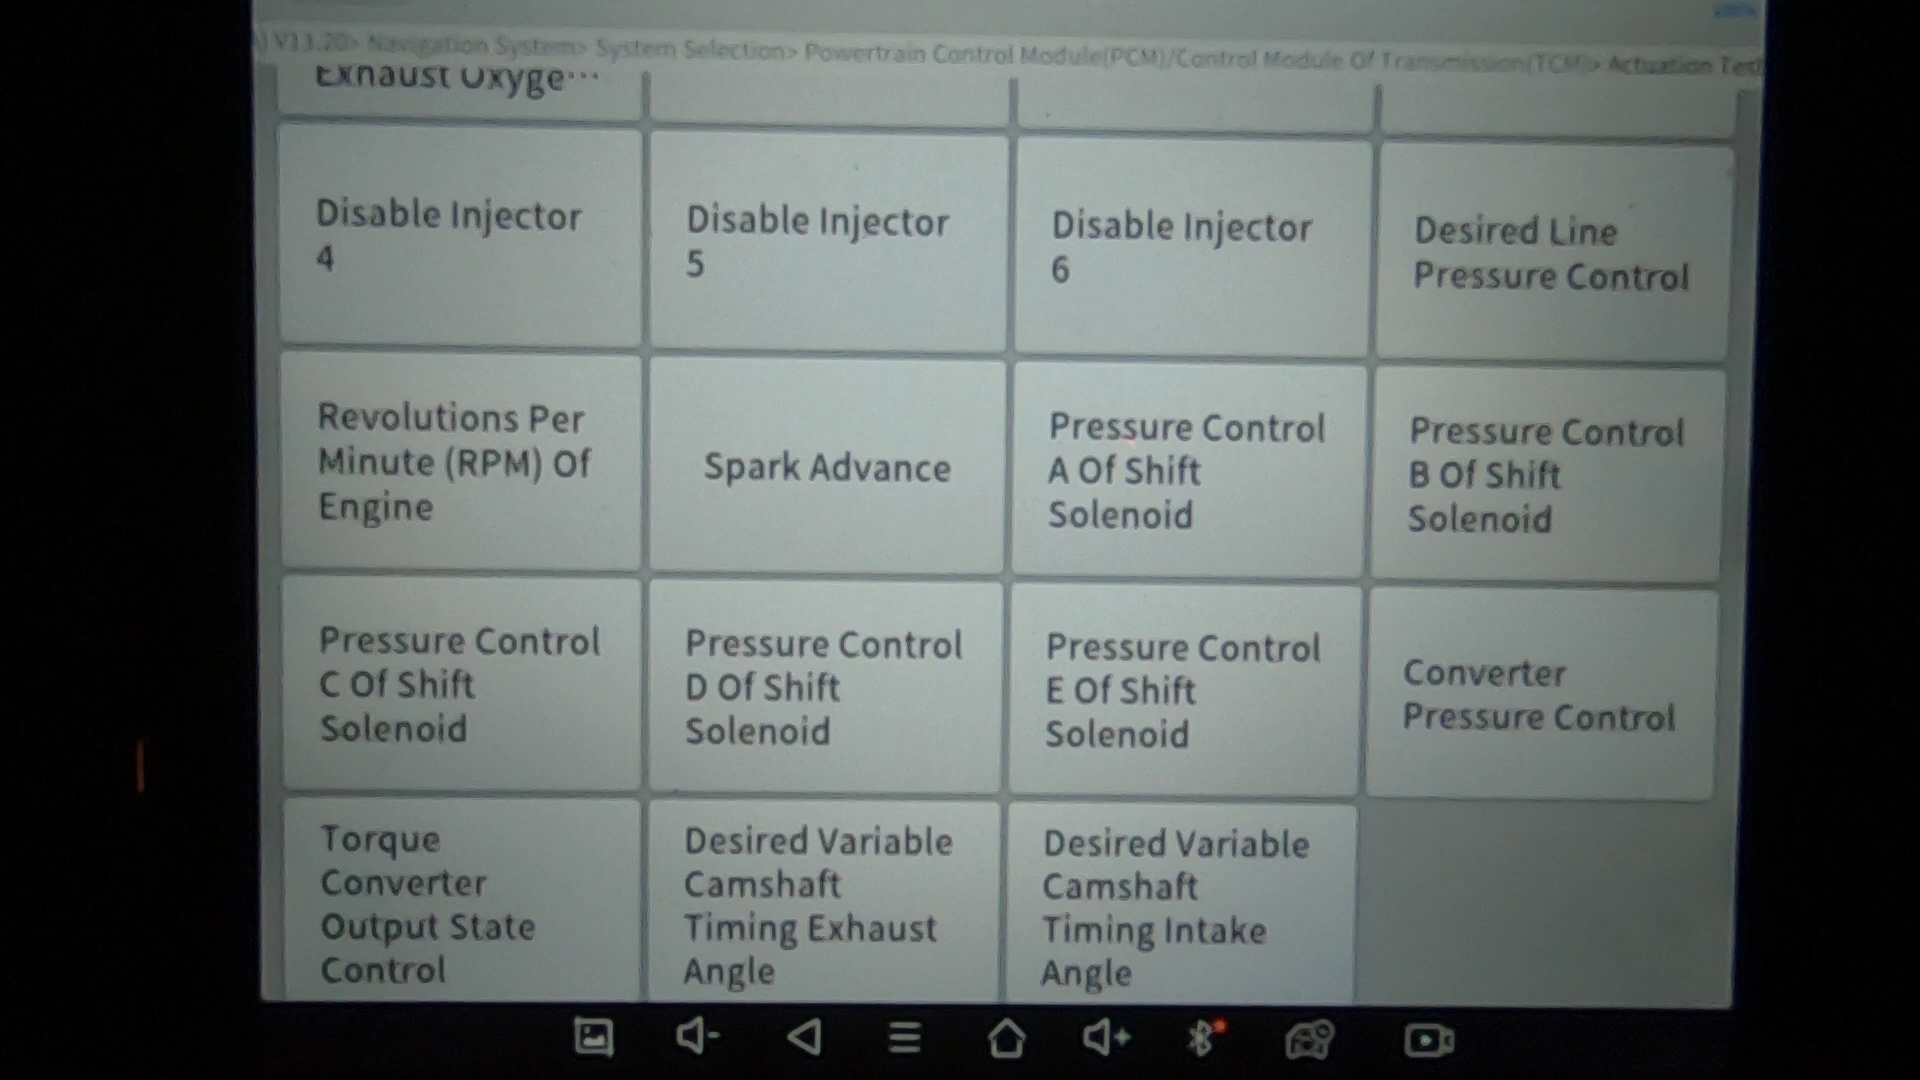 V13.20> Navigation System> System Selection> Powertrain Control Module(PCM)/Control Module Of Transmission(TCM)> Actuation Test
Exhaust Oxyge···
Disable Injector
4
Disable Injector
5
Disable Injector
6
Desired Line
Pressure Control
Revolutions Per
Minute (RPM) Of
Engine
Spark Advance
Pressure Control
A Of Shift
Solenoid
Pressure Control
B Of Shift
Solenoid
Pressure Control
C Of Shift
Solenoid
Pressure Control
D Of Shift
Solenoid
Pressure Control
E Of Shift
Solenoid
Converter
Pressure Control
Torque
Converter
Output State
Control
Desired Variable
Camshaft
Timing Exhaust
Angle
Desired Variable
Camshaft
Timing Intake
Angle